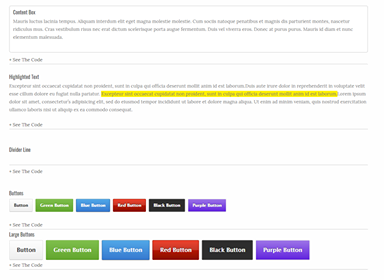 Content Box
Mauris luctus lacinia tempus. Aliquam interdum elit eget magna molestie molestie. Cum sociis natoque penatibus et magnis dis parturient montes, nascetur
ridiculus mus. Cras vestibulum risus nec erat dictum scelerisque porta augue fermentum. Duis vel viverra eros. Donec at purus purus. Mauris id diam et nunc
elementum malesuada.
+ See The Code
Highlighted Text
Excepteur sint occaecat cupidatat non proident, sunt in culpa qui officia deserunt mollit anim id est laborum.Duis aute irure dolor in reprehenderit in voluptate velit
esse cillum dolore eu fugiat nulla pariatur. Excepteur sint occaecat cupidatat non proident, sunt in culpa qui officia deserunt mollit anim id est laborum. Lorem ipsum
dolor sit amet, consectetur's adipisicing elit, sed do eiusmod tempor incididunt ut labore et dolore magna aliqua. Ut enim ad minim veniam, quis nostrud exercitation
ullamco laboris nisi ut aliquip ex ea commodo consequat.
+ See The Code
Divider Line
+ See The Code
Buttons
Button Green Button Blue Button Red Button Black Button Purple Button
+ See The Code
Large Buttons
Button Green Button Blue Button Red Button Black Button Purple Button
+ See The Code